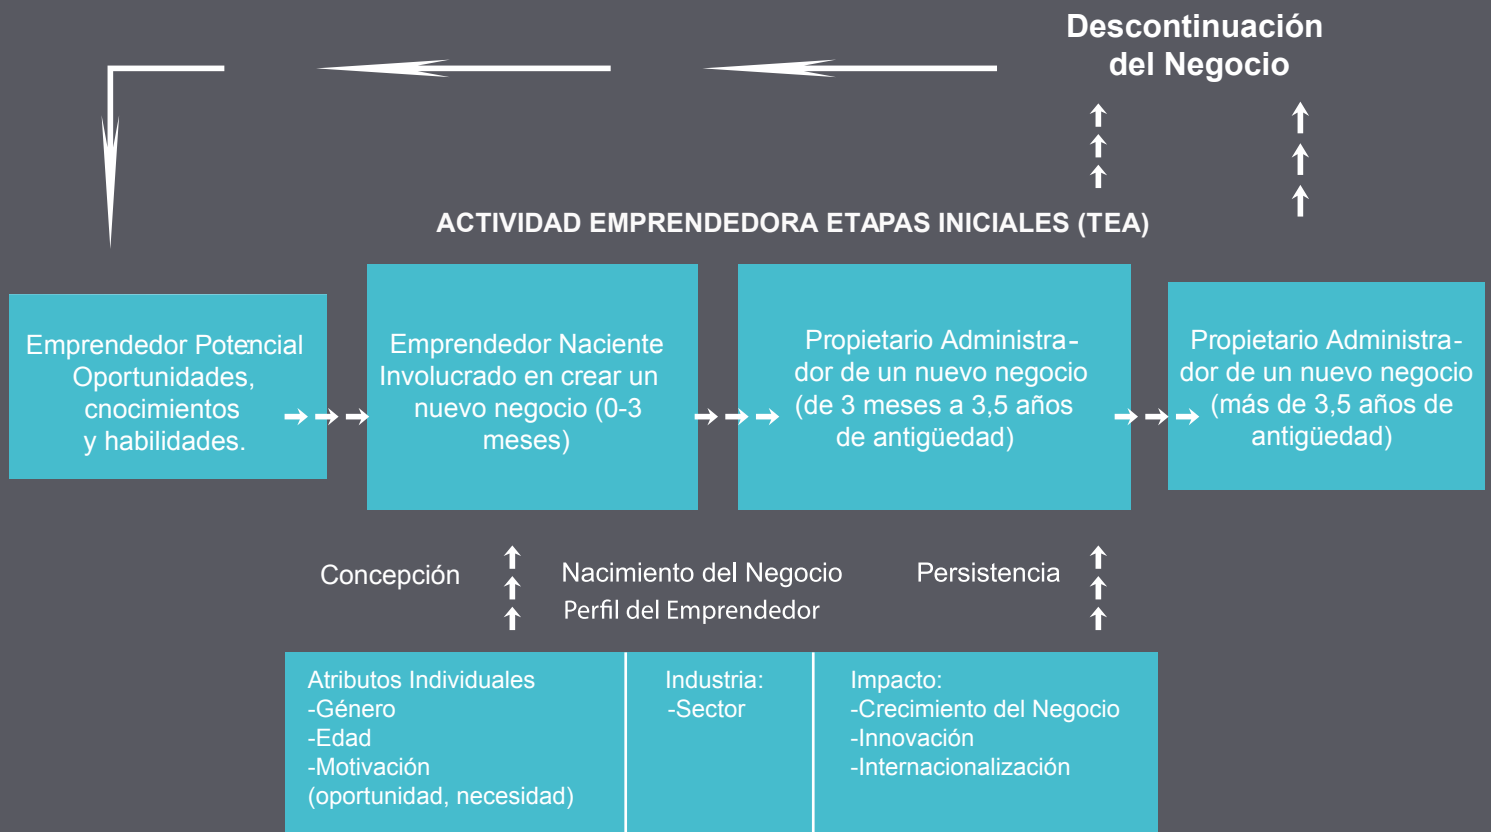 Descontinuación
del Negocio
ACTIVIDAD EMPRENDEDORA ETAPAS INICIALES (TEA)
Emprendedor Potencial
Oportunidades,
cnocimientos
y habilidades.
Emprendedor Naciente
Involucrado en crear un
nuevo negocio (0-3
meses)
Propietario Administra-
dor de un nuevo negocio
(de 3 meses a 3,5 años
de antigüedad)
Propietario Administra-
dor de un nuevo negocio
(más de 3,5 años de
antigüedad)
Concepción
Nacimiento del Negocio
Perfil del Emprendedor
Persistencia
Atributos Individuales
-Género
-Edad
-Motivación
(oportunidad, necesidad)
Industria:
-Sector
Impacto:
-Crecimiento del Negocio
-Innovación
-Internacionalización